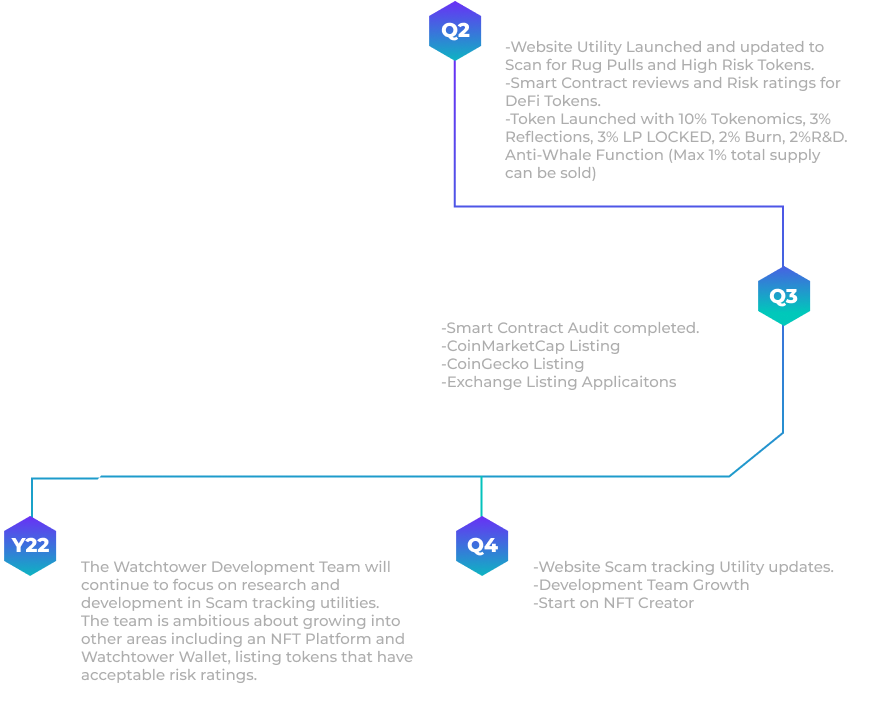 Q2
-Website Utility Launched and updated to
Scan for Rug Pulls and High Risk Tokens.
-Smart Contract reviews and Risk ratings for
DeFi Tokens.
-Token Launched with 10% Tokenomics, 3%
Reflections, 3% LP LOCKED, 2% Burn, 2%R&D.
Anti-Whale Function (Max 1% total supply
can be sold)
Q3
-Smart Contract Audit completed.
-CoinMarketCap Listing
-CoinGecko Listing
-Exchange Listing Applicaitons
Q4
-Website Scam tracking Utility updates.
-Development Team Growth
-Start on NFT Creator
Y22
The Watchtower Development Team will
continue to focus on research and
development in Scam tracking utilities.
The team is ambitious about growing into
other areas including an NFT Platform and
Watchtower Wallet, listing tokens that have
acceptable risk ratings.